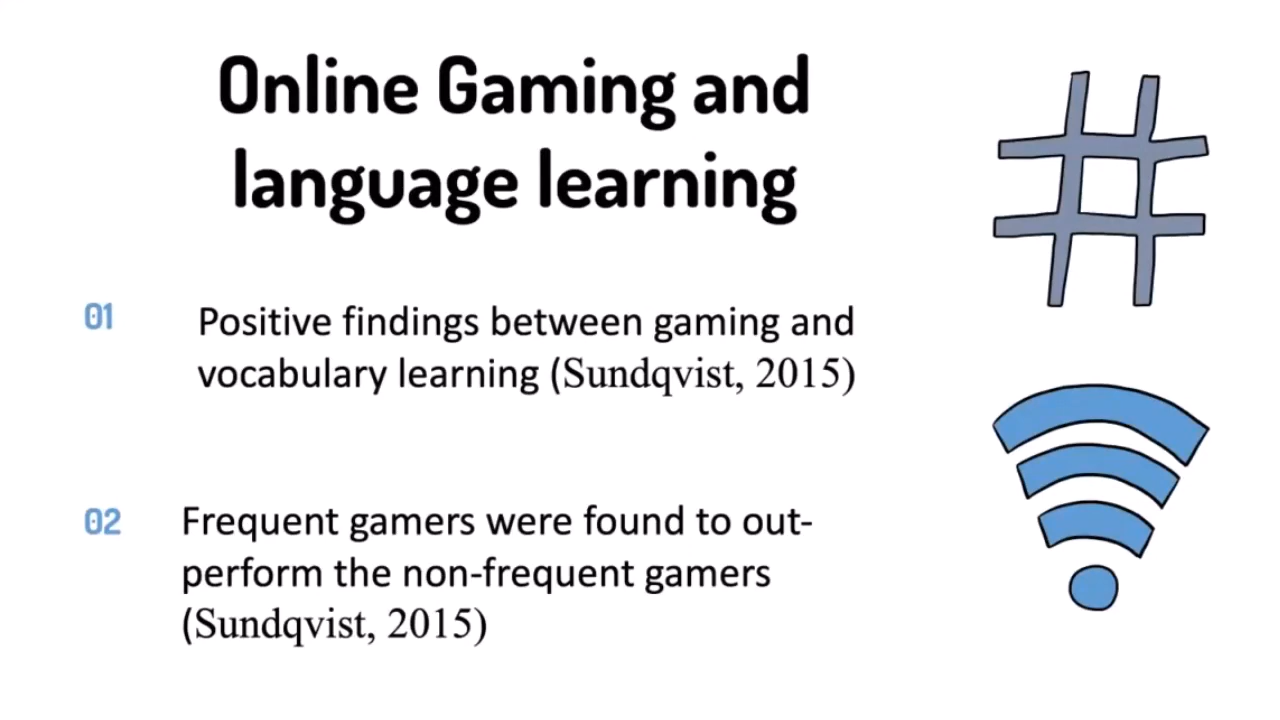 Online Gaming and
language learning
01
Positive findings between gaming and
vocabulary learning (Sundqvist, 2015)
02
Frequent gamers were found to out-
perform the non-frequent gamers
(Sundqvist, 2015)